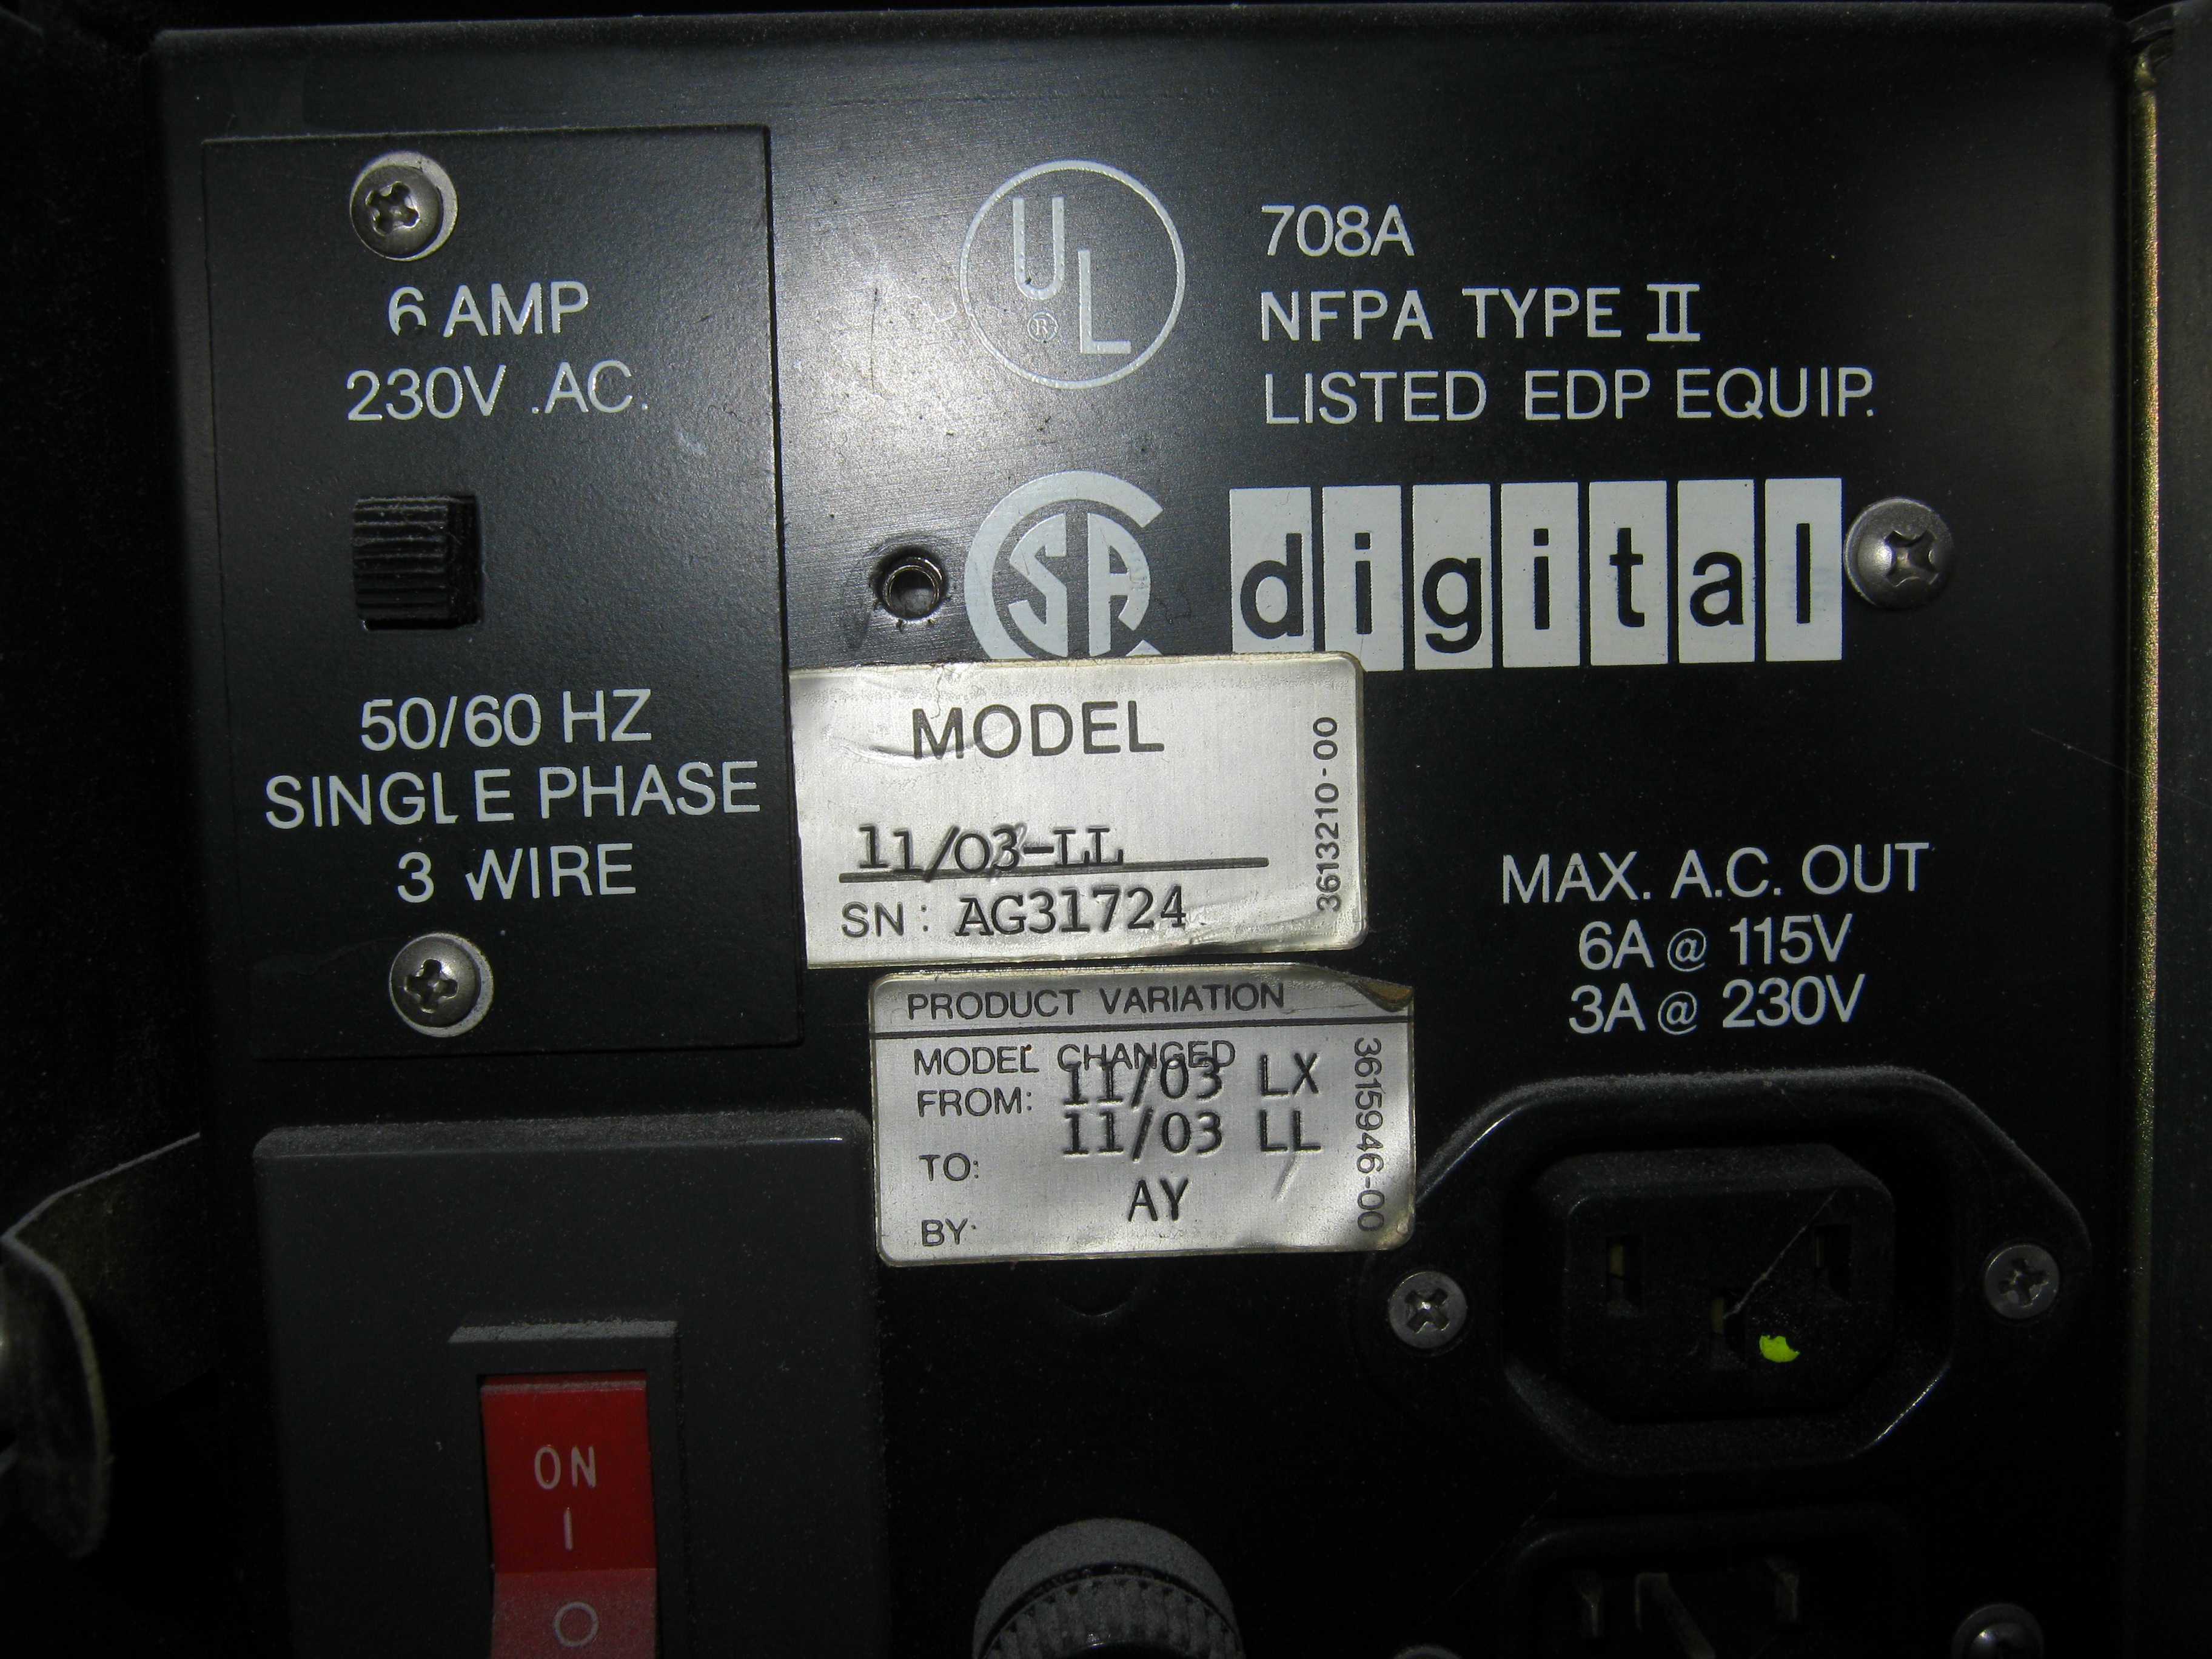 6 AMP
230V .AC.
50/60 HZ
SINGLE PHASE
3 WIRE
UL
®
708A
NFPA TYPE II
LISTED EDP EQUIP.
SA
digital
MODEL
11/03-LL
SN: AG31724
3613210-00
PRODUCT VARIATION
MODEL CHANGED
FROM: 11/03 LX
TO: 11/03 LL
BY: AY
3615946-00
MAX. A.C. OUT
6A @ 115V
3A @ 230V
ON
I
O